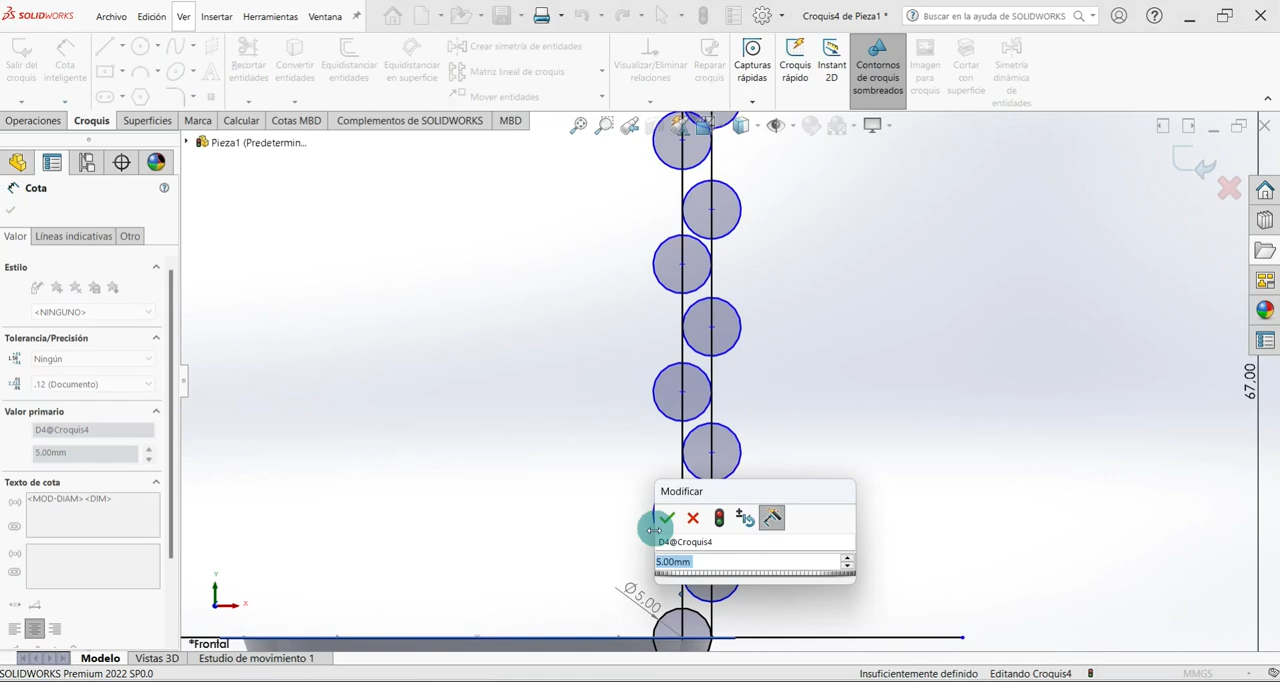 SOLIDWORKS
Archivo Edición Ver Insertar Herramientas Ventana
Croquis4 de Pieza1 *
Buscar en la ayuda de SOLIDWORKS
Salir del croquis
Cota inteligente
Recortar entidades
Convertir entidades
Equidistanciar entidades
Equidistanciar en superficie
Crear simetría de entidades
Matriz lineal de croquis
Mover entidades
Visualizar/Eliminar relaciones
Reparar croquis
Capturas rápidas
Croquis rápido
Instant 2D
Contornos de croquis sombreados
Imagen para croquis
Cortar con superficie
Simetría dinámica de entidades
Operaciones Croquis Superficies Marca Calcular Cotas MBD Complementos de SOLIDWORKS MBD
Pieza1 (Predetermin...
Cota
Valor Líneas indicativas Otro
Estilo
<NINGUNO>
Tolerancia/Precisión
Ningún
.12 (Documento)
Valor primario
D4@Croquis4
5.00mm
Texto de cota
<MOD-DIAM><DIM>
67,00
Modificar
D4@Croquis4
5.00mm
Ø5,00
Y
X
*Frontal
Modelo Vistas 3D Estudio de movimiento 1
SOLIDWORKS Premium 2022 SP0.0
Insuficientemente definido Editando Croquis4 MMGS